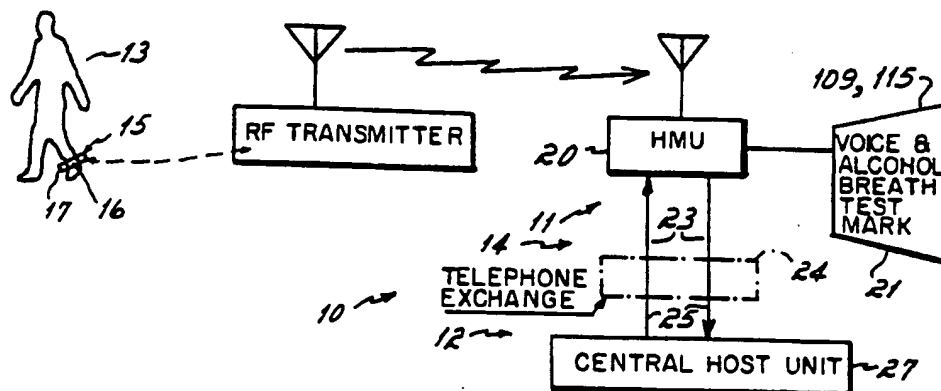 109, 115
13
15
RF TRANSMITTER
20
HMU
VOICE &
ALCOHOL
BREATH
TEST
MARK
17
16
11
23
14
24
21
TELEPHONE
EXCHANGE
10
25
12
CENTRAL HOST UNIT
27